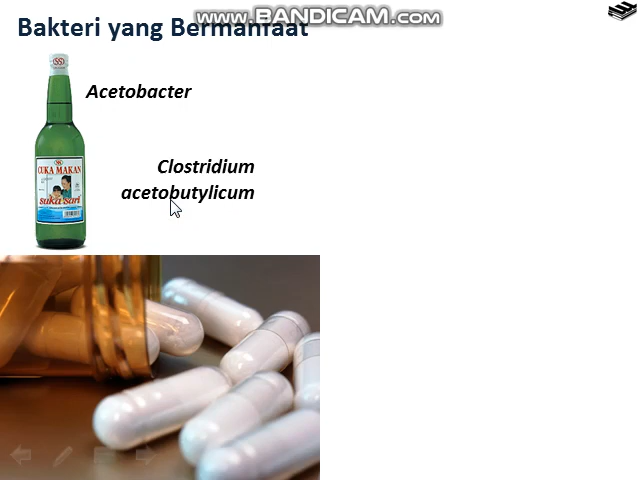 Bakteri yang Bermanfaat
WWW.BANDICAM.COM
Acetobacter
CUKA MAKAN
suka sari
Clostridium
acetobutylicum